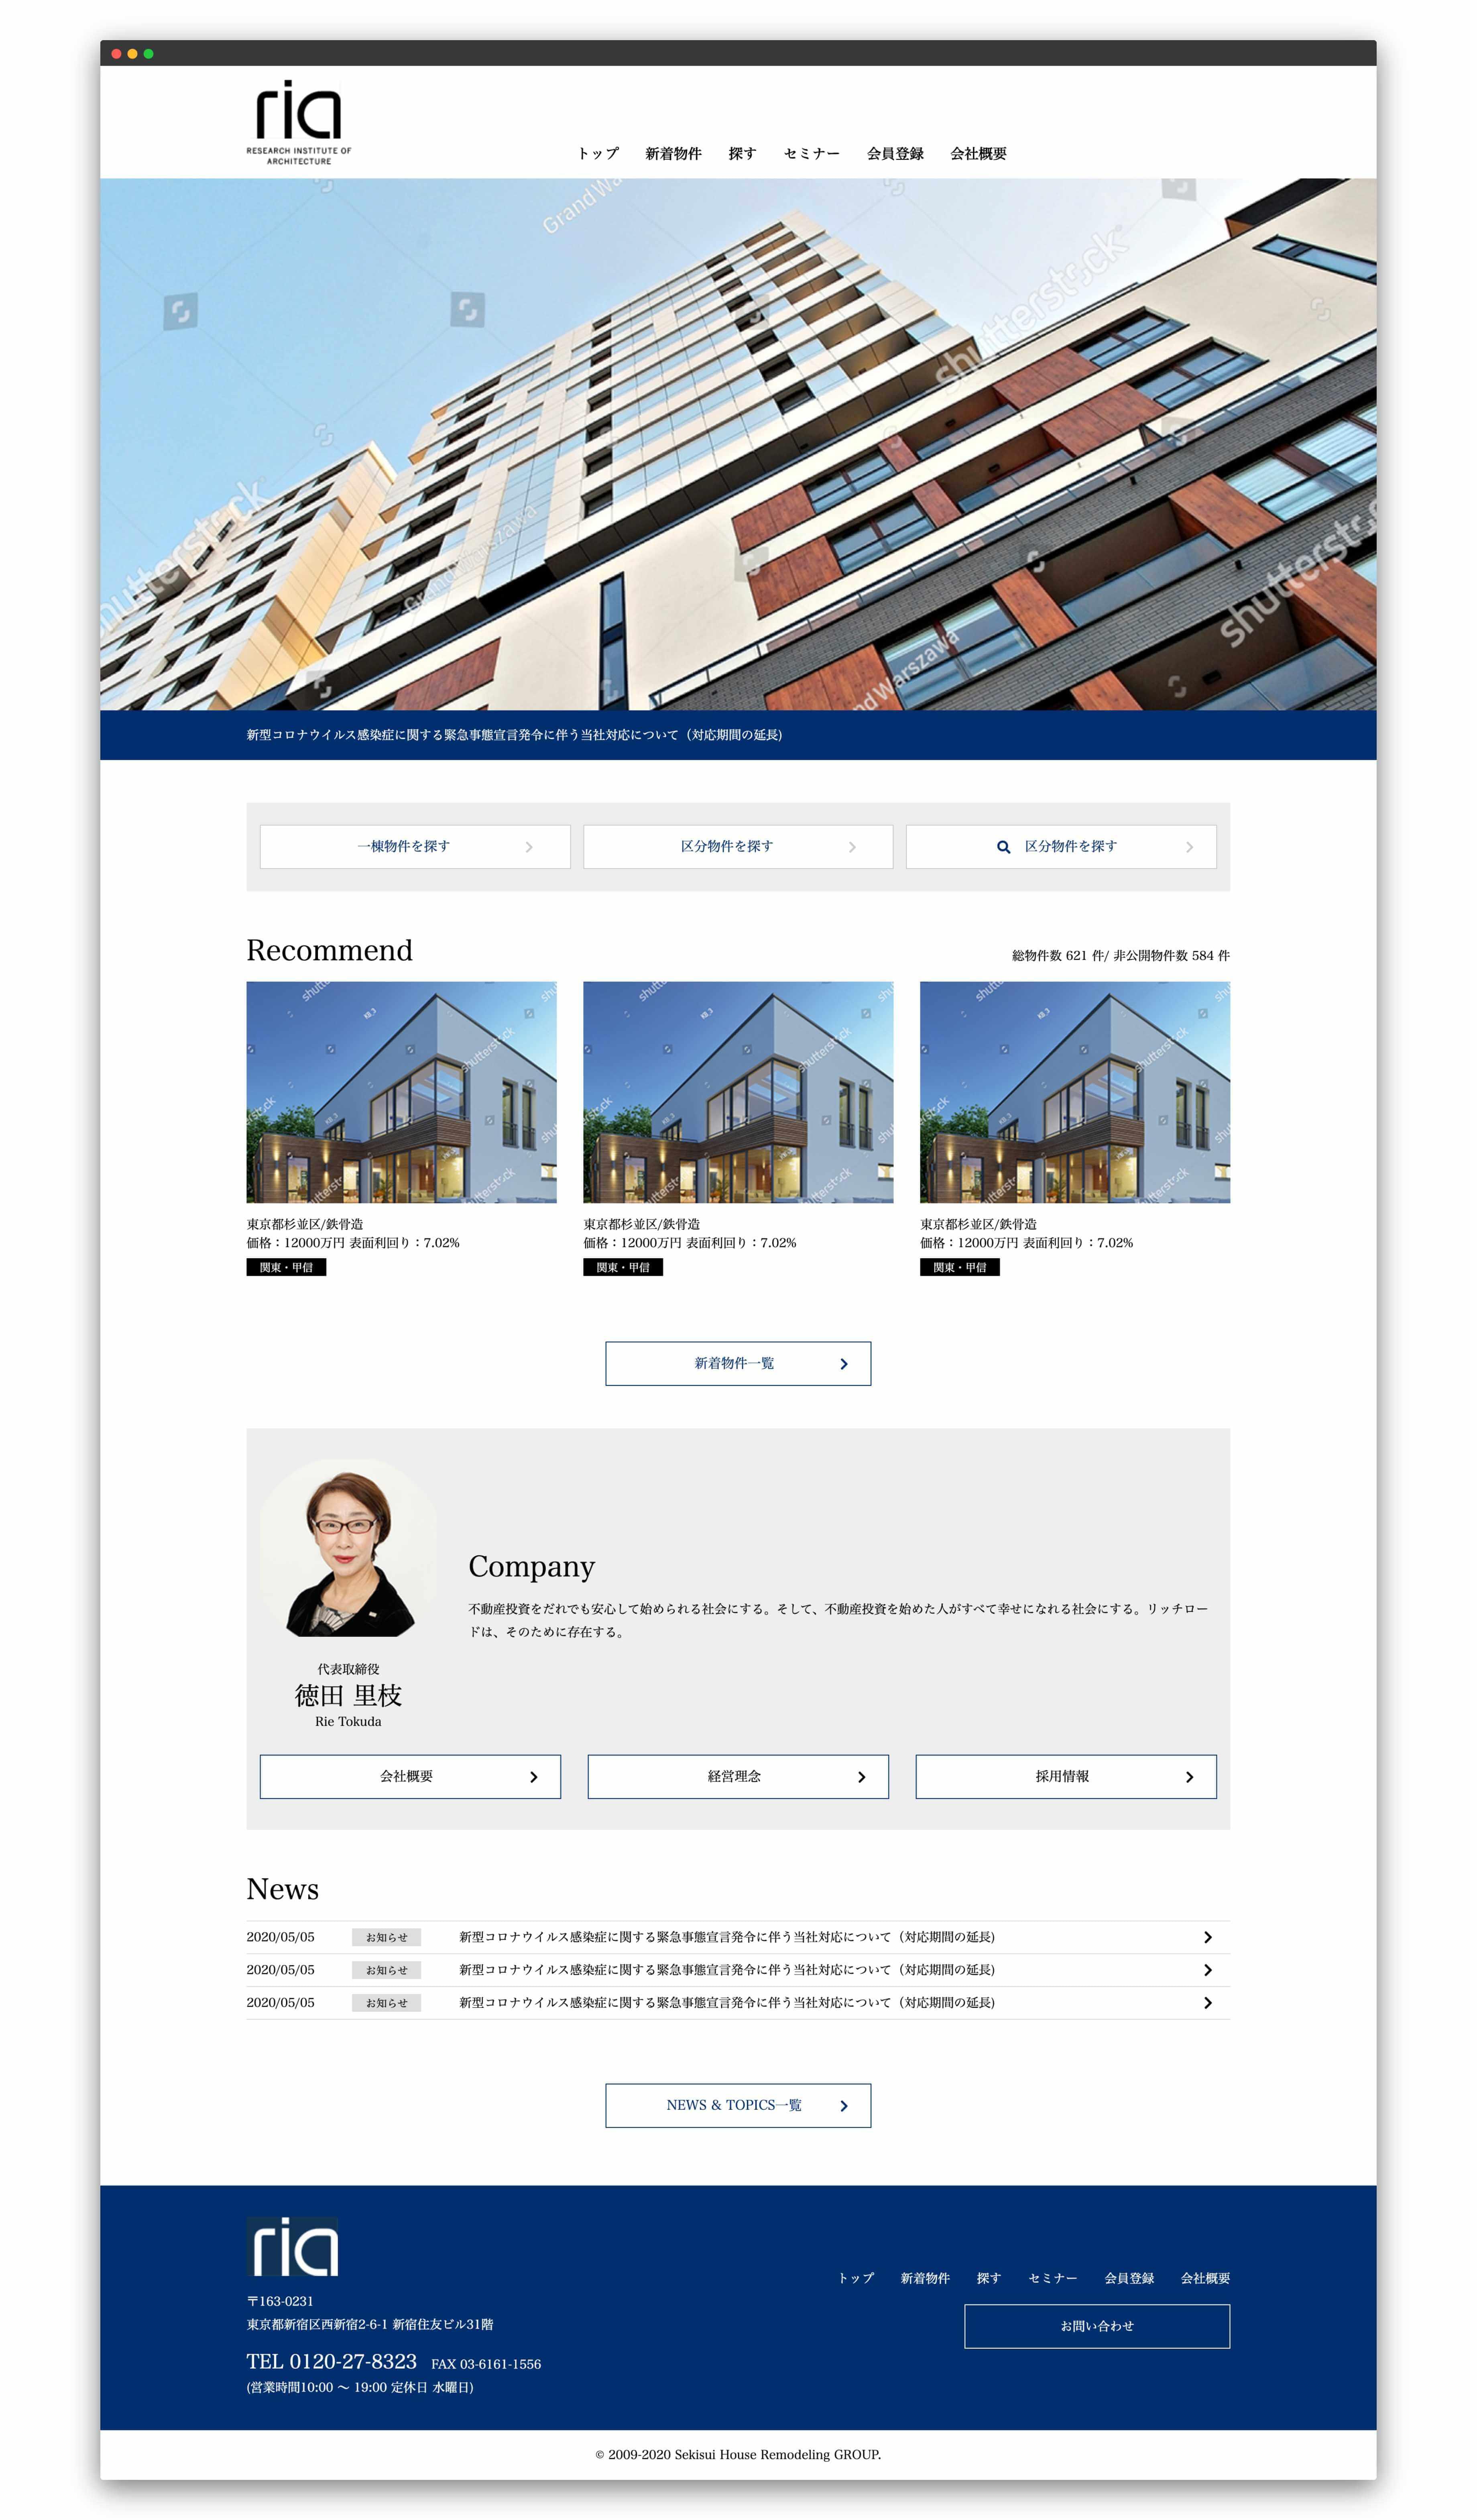 ria
RESEARCH INSTITUTE OF
ARCHITECTURE
トップ 新着物件 探す セミナー 会員登録 会社概要
GrandWa
shutterstock
shutterstock
GrandWarszawa
shutterstock
ndWarszawa
新型コロナウイルス感染症に関する緊急事態宣言発令に伴う当社対応について（対応期間の延長)
一棟物件を探す 区分物件を探す 区分物件を探す
Recommend
総物件数 621 件/ 非公開物件数 584 件
東京都杉並区/鉄骨造
価格：12000万円 表面利回り：7.02%
関東・甲信
東京都杉並区/鉄骨造
価格：12000万円 表面利回り：7.02%
関東・甲信
東京都杉並区/鉄骨造
価格：12000万円 表面利回り：7.02%
関東・甲信
新着物件一覧
Company
不動産投資をだれでも安心して始められる社会にする。そして、不動産投資を始めた人がすべて幸せになれる社会にする。リッチロー
ドは、そのために存在する。
代表取締役
徳田 里枝
Rie Tokuda
会社概要 経営理念 採用情報
News
2020/05/05 お知らせ 新型コロナウイルス感染症に関する緊急事態宣言発令に伴う当社対応について（対応期間の延長)
2020/05/05 お知らせ 新型コロナウイルス感染症に関する緊急事態宣言発令に伴う当社対応について（対応期間の延長)
2020/05/05 お知らせ 新型コロナウイルス感染症に関する緊急事態宣言発令に伴う当社対応について（対応期間の延長)
NEWS & TOPICS一覧
ria
〒163-0231
東京都新宿区西新宿2-6-1 新宿住友ビル31階
TEL 0120-27-8323 FAX 03-6161-1556
(営業時間10:00 〜 19:00 定休日 水曜日)
トップ 新着物件 探す セミナー 会員登録 会社概要
お問い合わせ
© 2009-2020 Sekisui House Remodeling GROUP.